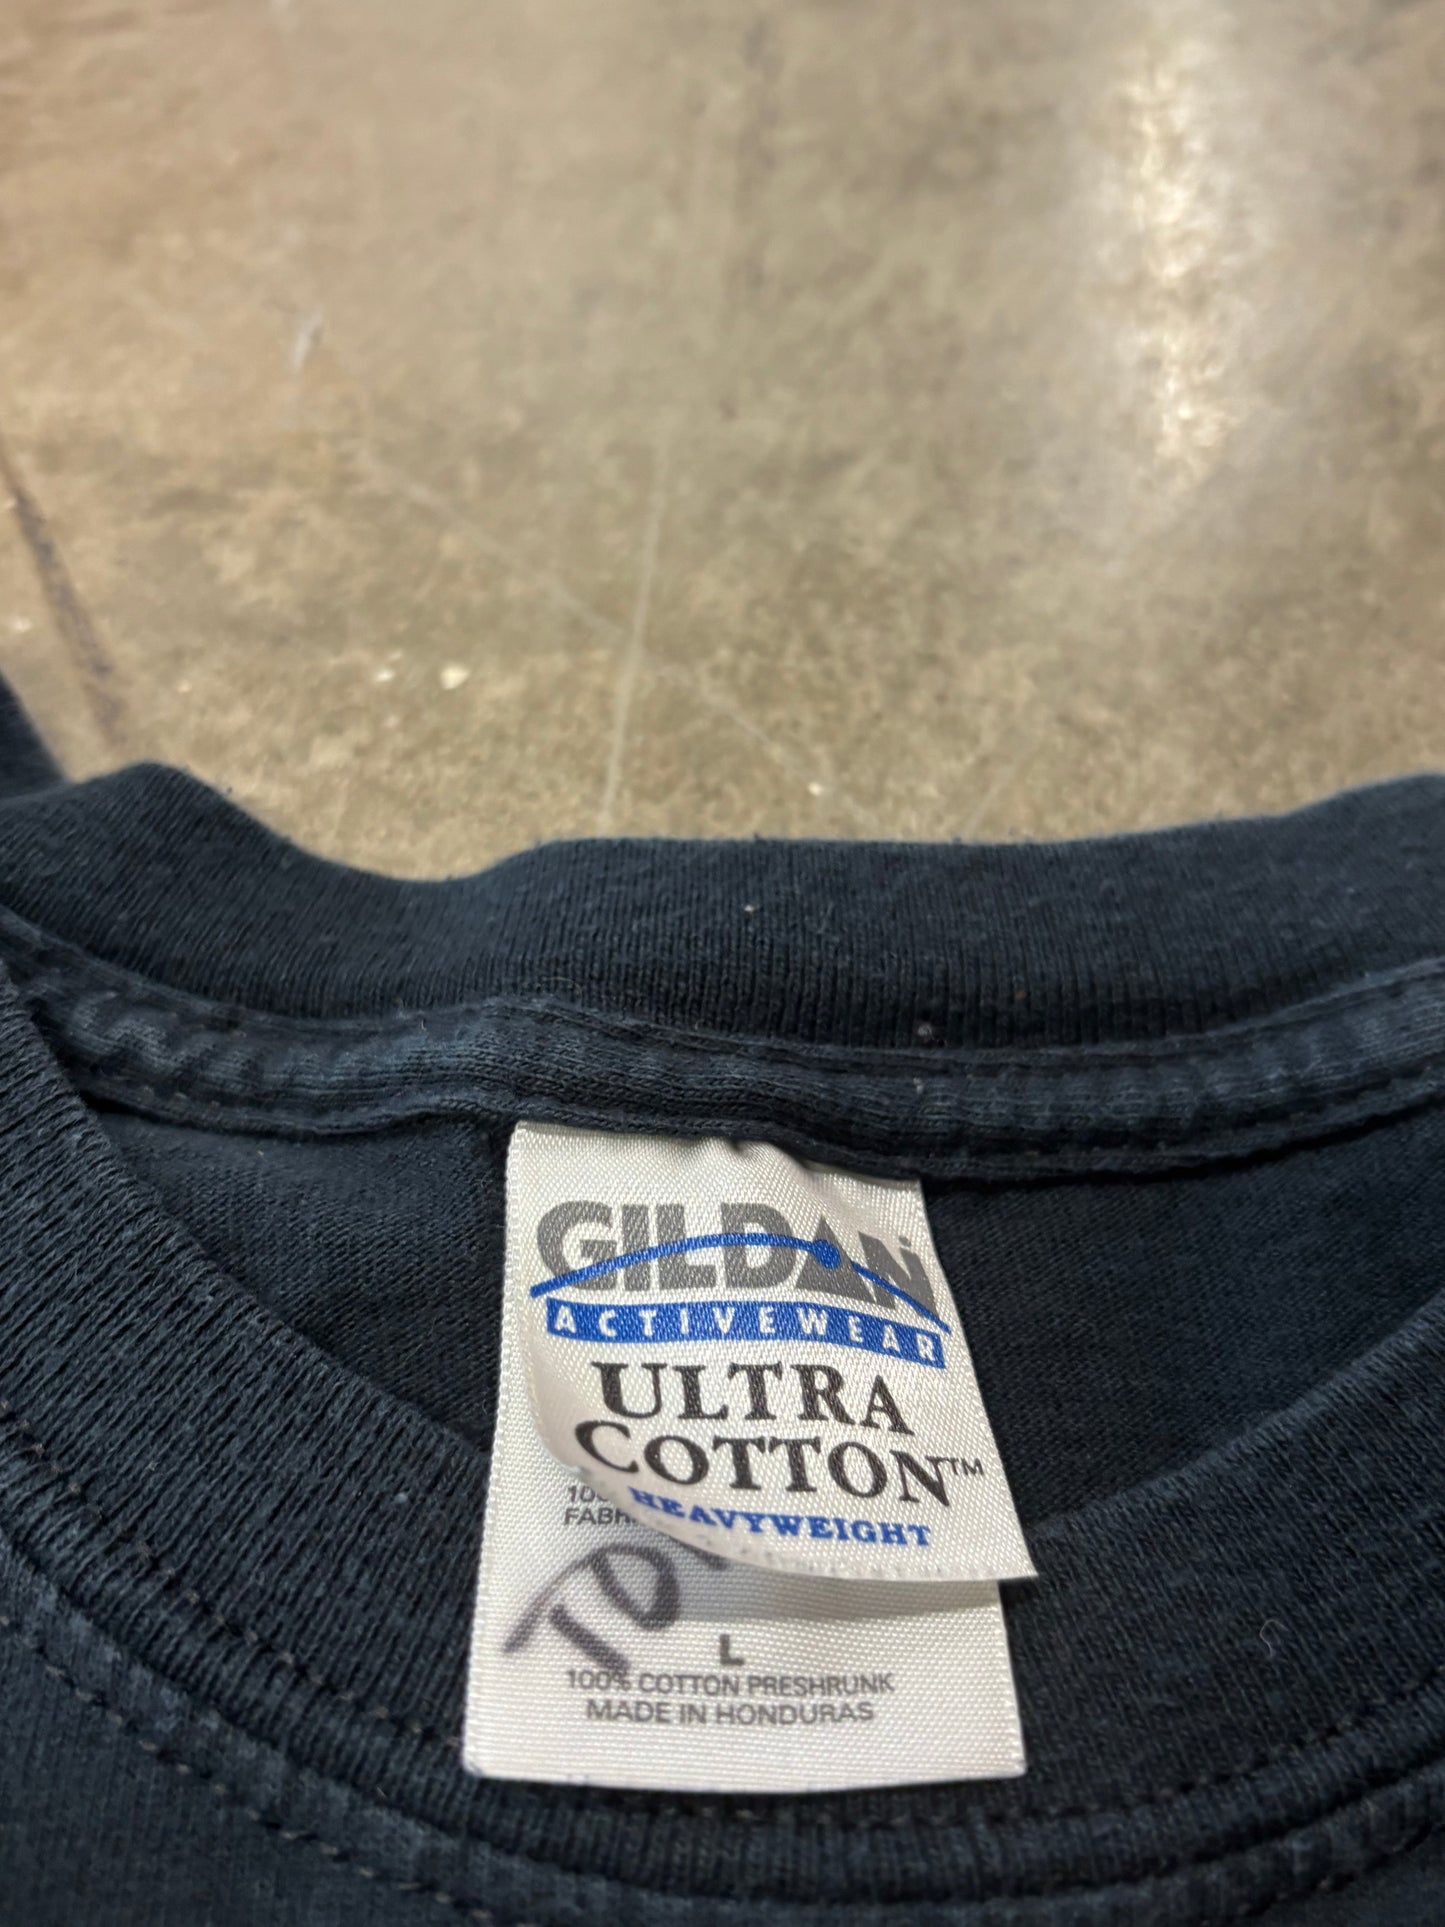 GILDAN
ACTIVEWEAR
ULTRA
COTTON™
HEAVYWEIGHT
L
100% COTTON PRESHRUNK
MADE IN HONDURAS